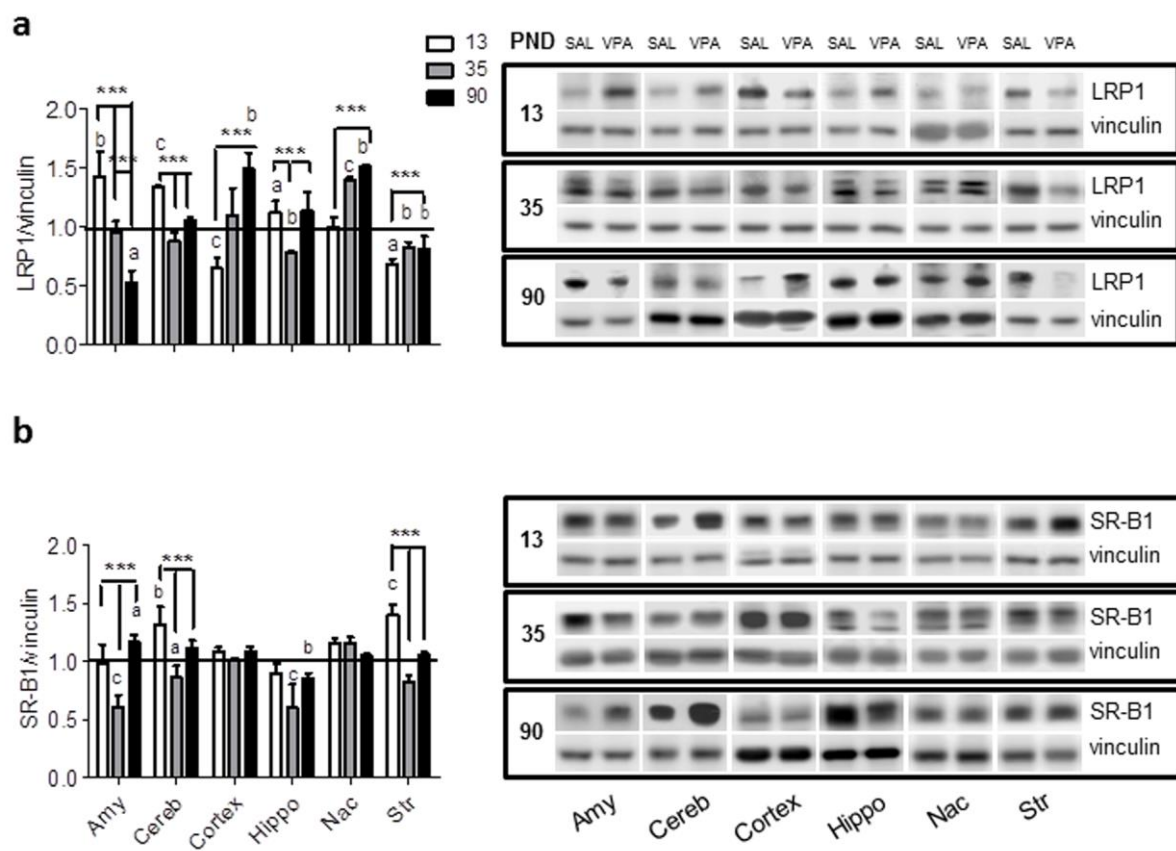 a
13
35
90
LRP1/vinculin
2.0
1.5
1.0
0.5
0.0
*** *** *** *** *** *** ***
b a c c b a b c b a b b
PND SAL VPA SAL VPA SAL VPA SAL VPA SAL VPA SAL VPA
13
LRP1
vinculin
35
LRP1
vinculin
90
LRP1
vinculin
b
SR-B1/vinculin
2.0
1.5
1.0
0.5
0.0
*** *** ***
c a b a c b c
Amy Cereb Cortex Hippo Nac Str
13
SR-B1
vinculin
35
SR-B1
vinculin
90
SR-B1
vinculin
Amy Cereb Cortex Hippo Nac Str